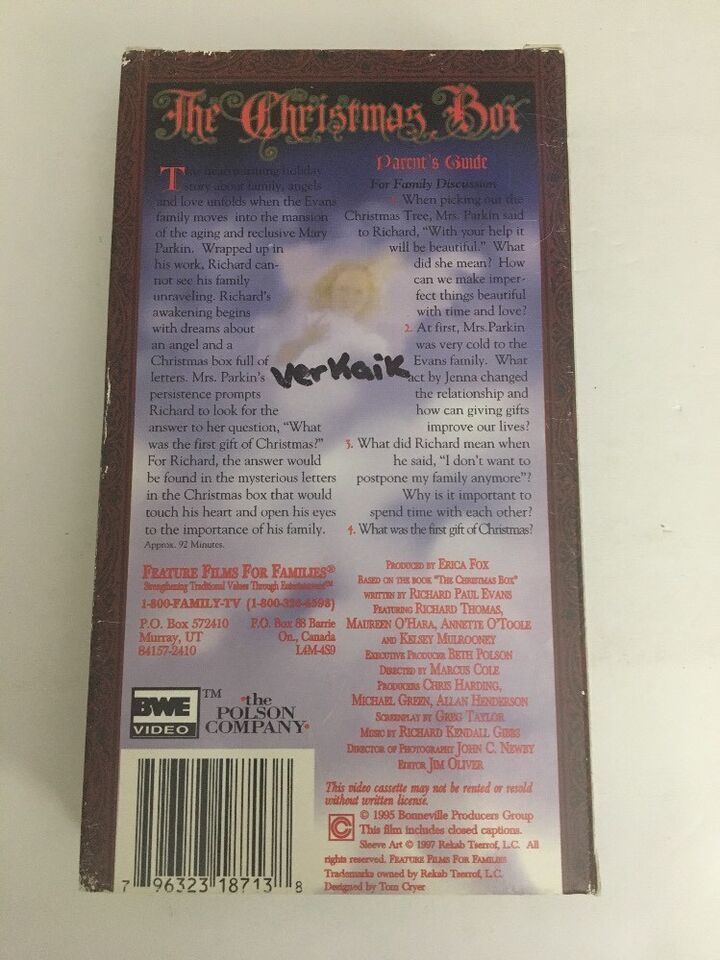 The Christmas Box
The heartwarming holiday
story about family, angels
and love unfolds when the Evans
family moves into the mansion
of the aging and reclusive Mary
Parkin. Wrapped up in
his work, Richard can-
not see his family
unraveling. Richard's
awakening begins
with dreams about
an angel and a
Christmas box full of
letters. Mrs. Parkin's
persistence prompts
Richard to look for the
answer to her question, "What
was the first gift of Christmas?"
For Richard, the answer would
be found in the mysterious letters
in the Christmas box that would
touch his heart and open his eyes
to the importance of his family.
Approx. 92 Minutes.
verKaik
Parent's Guide
For Family Discussion
1. When picking out the
Christmas Tree, Mrs. Parkin said
to Richard, "With your help it
will be beautiful." What
did she mean? How
can we make imper-
fect things beautiful
with time and love?
2. At first, Mrs.Parkin
was very cold to the
Evans family. What
act by Jenna changed
the relationship and
how can giving gifts
improve our lives?
3. What did Richard mean when
he said, "I don't want to
postpone my family anymore"?
Why is it important to
spend time with each other?
4. What was the first gift of Christmas?
FEATURE FILMS FOR FAMILIES®
Strengthening Traditional Values Through Entertainment™
1-800-FAMILY-TV (1-800-326-4598)
P.O. Box 572410
Murray, UT
84157-2410
P.O. Box 88 Barrie
On., Canada
L4M-4S9
BWE
VIDEO
TM
the
POLSON
COMPANY
PRODUCED BY ERICA FOX
BASED ON THE BOOK "THE CHRISTMAS BOX"
WRITTEN BY RICHARD PAUL EVANS
FEATURING RICHARD THOMAS,
MAUREEN O'HARA, ANNETTE O'TOOLE
AND KELSEY MULROONEY
EXECUTIVE PRODUCER BETH POLSON
DIRECTED BY MARCUS COLE
PRODUCERS CHRIS HARDING,
MICHAEL GREEN, ALLAN HENDERSON
SCREENPLAY BY GREG TAYLOR
MUSIC BY RICHARD KENDALL GIBBS
DIRECTOR OF PHOTOGRAPHY JOHN C. NEWBY
EDITOR JIM OLIVER
This video cassette may not be rented or resold
without written license.
© 1995 Bonneville Producers Group
This film includes closed captions.
Sleeve Art © 1997 Rekab Tserrof, L.C. All
rights reserved. FEATURE FILMS FOR FAMILIES
Trademarks owned by Rekab Tserrof, L.C.
Designed by Tom Cryer
7 96323 18713 8